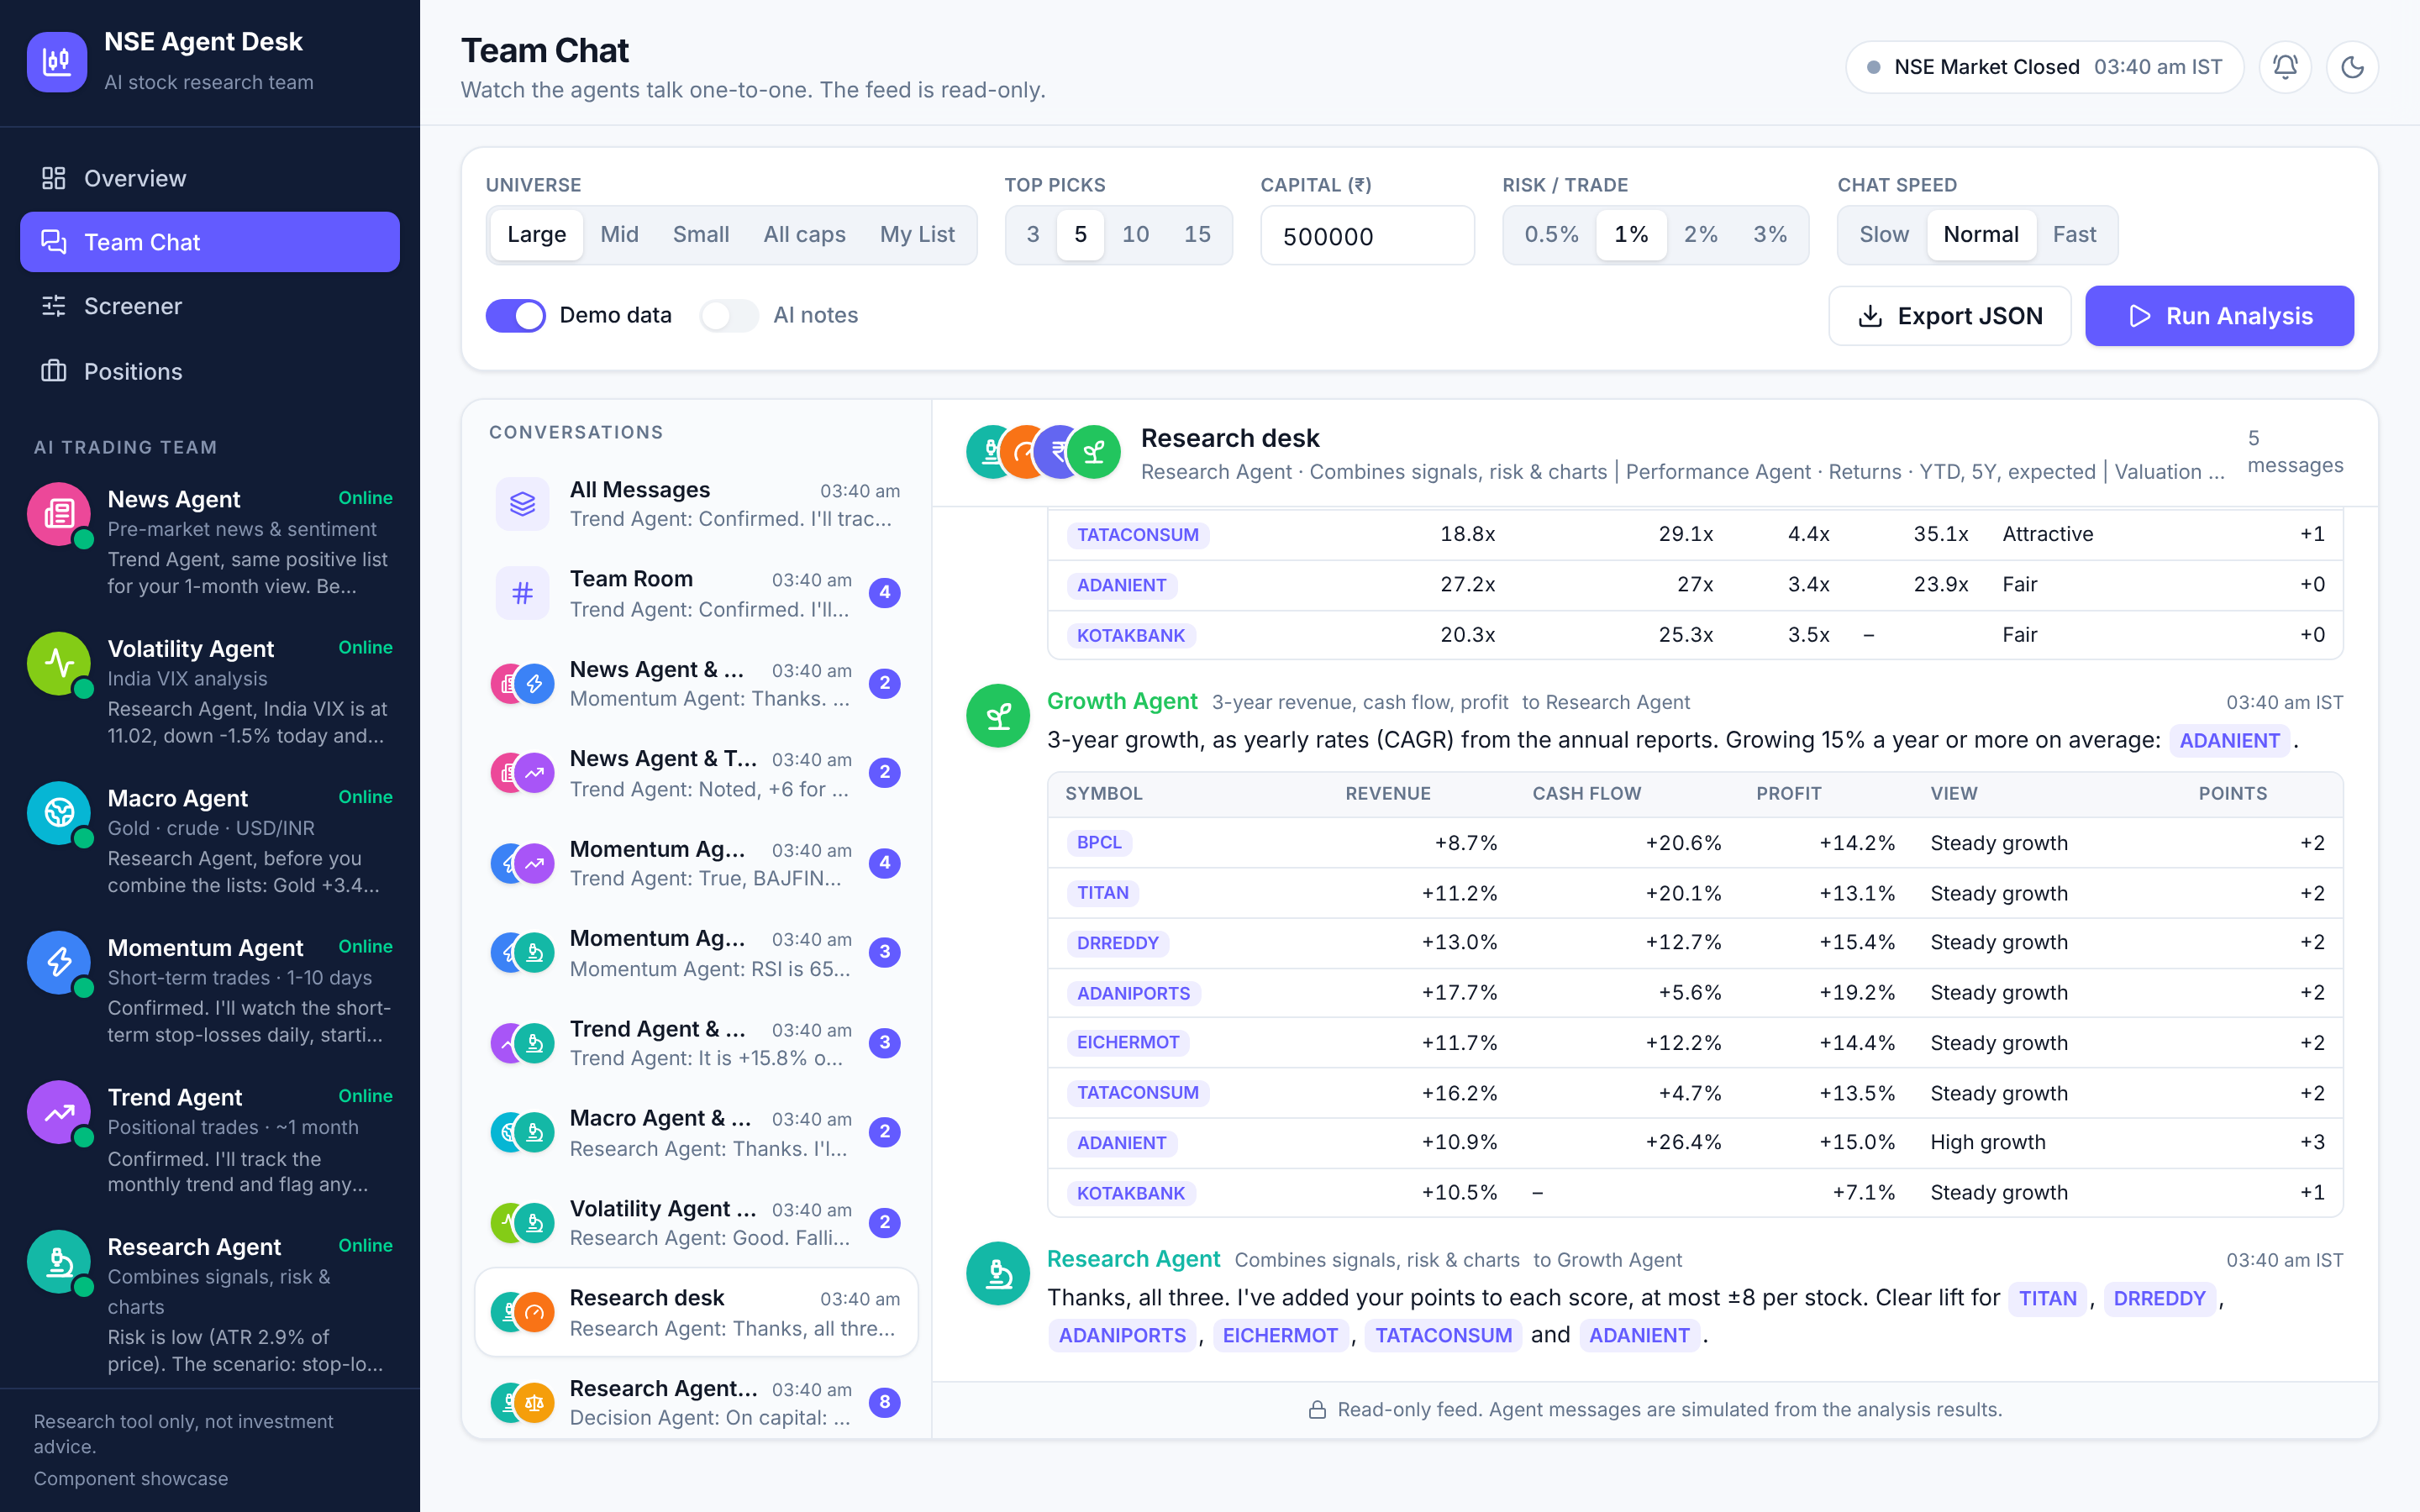 NSE Agent Desk
AI stock research team
Overview
Team Chat
Screener
Positions
AI TRADING TEAM
News Agent Online
Pre-market news & sentiment
Trend Agent, same positive list
for your 1-month view. Be...
Volatility Agent Online
India VIX analysis
Research Agent, India VIX is at
11.02, down -1.5% today and...
Macro Agent Online
Gold · crude · USD/INR
Research Agent, before you
combine the lists: Gold +3.4...
Momentum Agent Online
Short-term trades · 1-10 days
Confirmed. I'll watch the short-
term stop-losses daily, starti...
Trend Agent Online
Positional trades · ~1 month
Confirmed. I'll track the
monthly trend and flag any...
Research Agent Online
Combines signals, risk &
charts
Risk is low (ATR 2.9% of
price). The scenario: stop-lo...
Research tool only, not investment
advice.
Component showcase
Team Chat
Watch the agents talk one-to-one. The feed is read-only.
NSE Market Closed 03:40 am IST
UNIVERSE TOP PICKS CAPITAL (₹) RISK / TRADE CHAT SPEED
Large Mid Small All caps My List 3 5 10 15 500000 0.5% 1% 2% 3% Slow Normal Fast
Demo data AI notes Export JSON Run Analysis
CONVERSATIONS
All Messages 03:40 am
Trend Agent: Confirmed. I'll trac...
Team Room 03:40 am 4
Trend Agent: Confirmed. I'll...
News Agent & ... 03:40 am 2
Momentum Agent: Thanks. ...
News Agent & T... 03:40 am 2
Trend Agent: Noted, +6 for ...
Momentum Ag... 03:40 am 4
Trend Agent: True, BAJFIN...
Momentum Ag... 03:40 am 3
Momentum Agent: RSI is 65...
Trend Agent & ... 03:40 am 3
Trend Agent: It is +15.8% o...
Macro Agent & ... 03:40 am 2
Research Agent: Thanks. I'l...
Volatility Agent ... 03:40 am 2
Research Agent: Good. Falli...
Research desk 03:40 am
Research Agent: Thanks, all thre...
Research Agent... 03:40 am 8
Decision Agent: On capital: ...
Research desk
Research Agent · Combines signals, risk & charts | Performance Agent · Returns · YTD, 5Y, expected | Valuation ...
5
messages
TATACONSUM 18.8x 29.1x 4.4x 35.1x Attractive +1
ADANIENT 27.2x 27x 3.4x 23.9x Fair +0
KOTAKBANK 20.3x 25.3x 3.5x – Fair +0
Growth Agent 3-year revenue, cash flow, profit to Research Agent 03:40 am IST
3-year growth, as yearly rates (CAGR) from the annual reports. Growing 15% a year or more on average: ADANIENT .
SYMBOL REVENUE CASH FLOW PROFIT VIEW POINTS
BPCL +8.7% +20.6% +14.2% Steady growth +2
TITAN +11.2% +20.1% +13.1% Steady growth +2
DRREDDY +13.0% +12.7% +15.4% Steady growth +2
ADANIPORTS +17.7% +5.6% +19.2% Steady growth +2
EICHERMOT +11.7% +12.2% +14.4% Steady growth +2
TATACONSUM +16.2% +4.7% +13.5% Steady growth +2
ADANIENT +10.9% +26.4% +15.0% High growth +3
KOTAKBANK +10.5% – +7.1% Steady growth +1
Research Agent Combines signals, risk & charts to Growth Agent 03:40 am IST
Thanks, all three. I've added your points to each score, at most ±8 per stock. Clear lift for TITAN , DRREDDY ,
ADANIPORTS , EICHERMOT , TATACONSUM and ADANIENT .
Read-only feed. Agent messages are simulated from the analysis results.